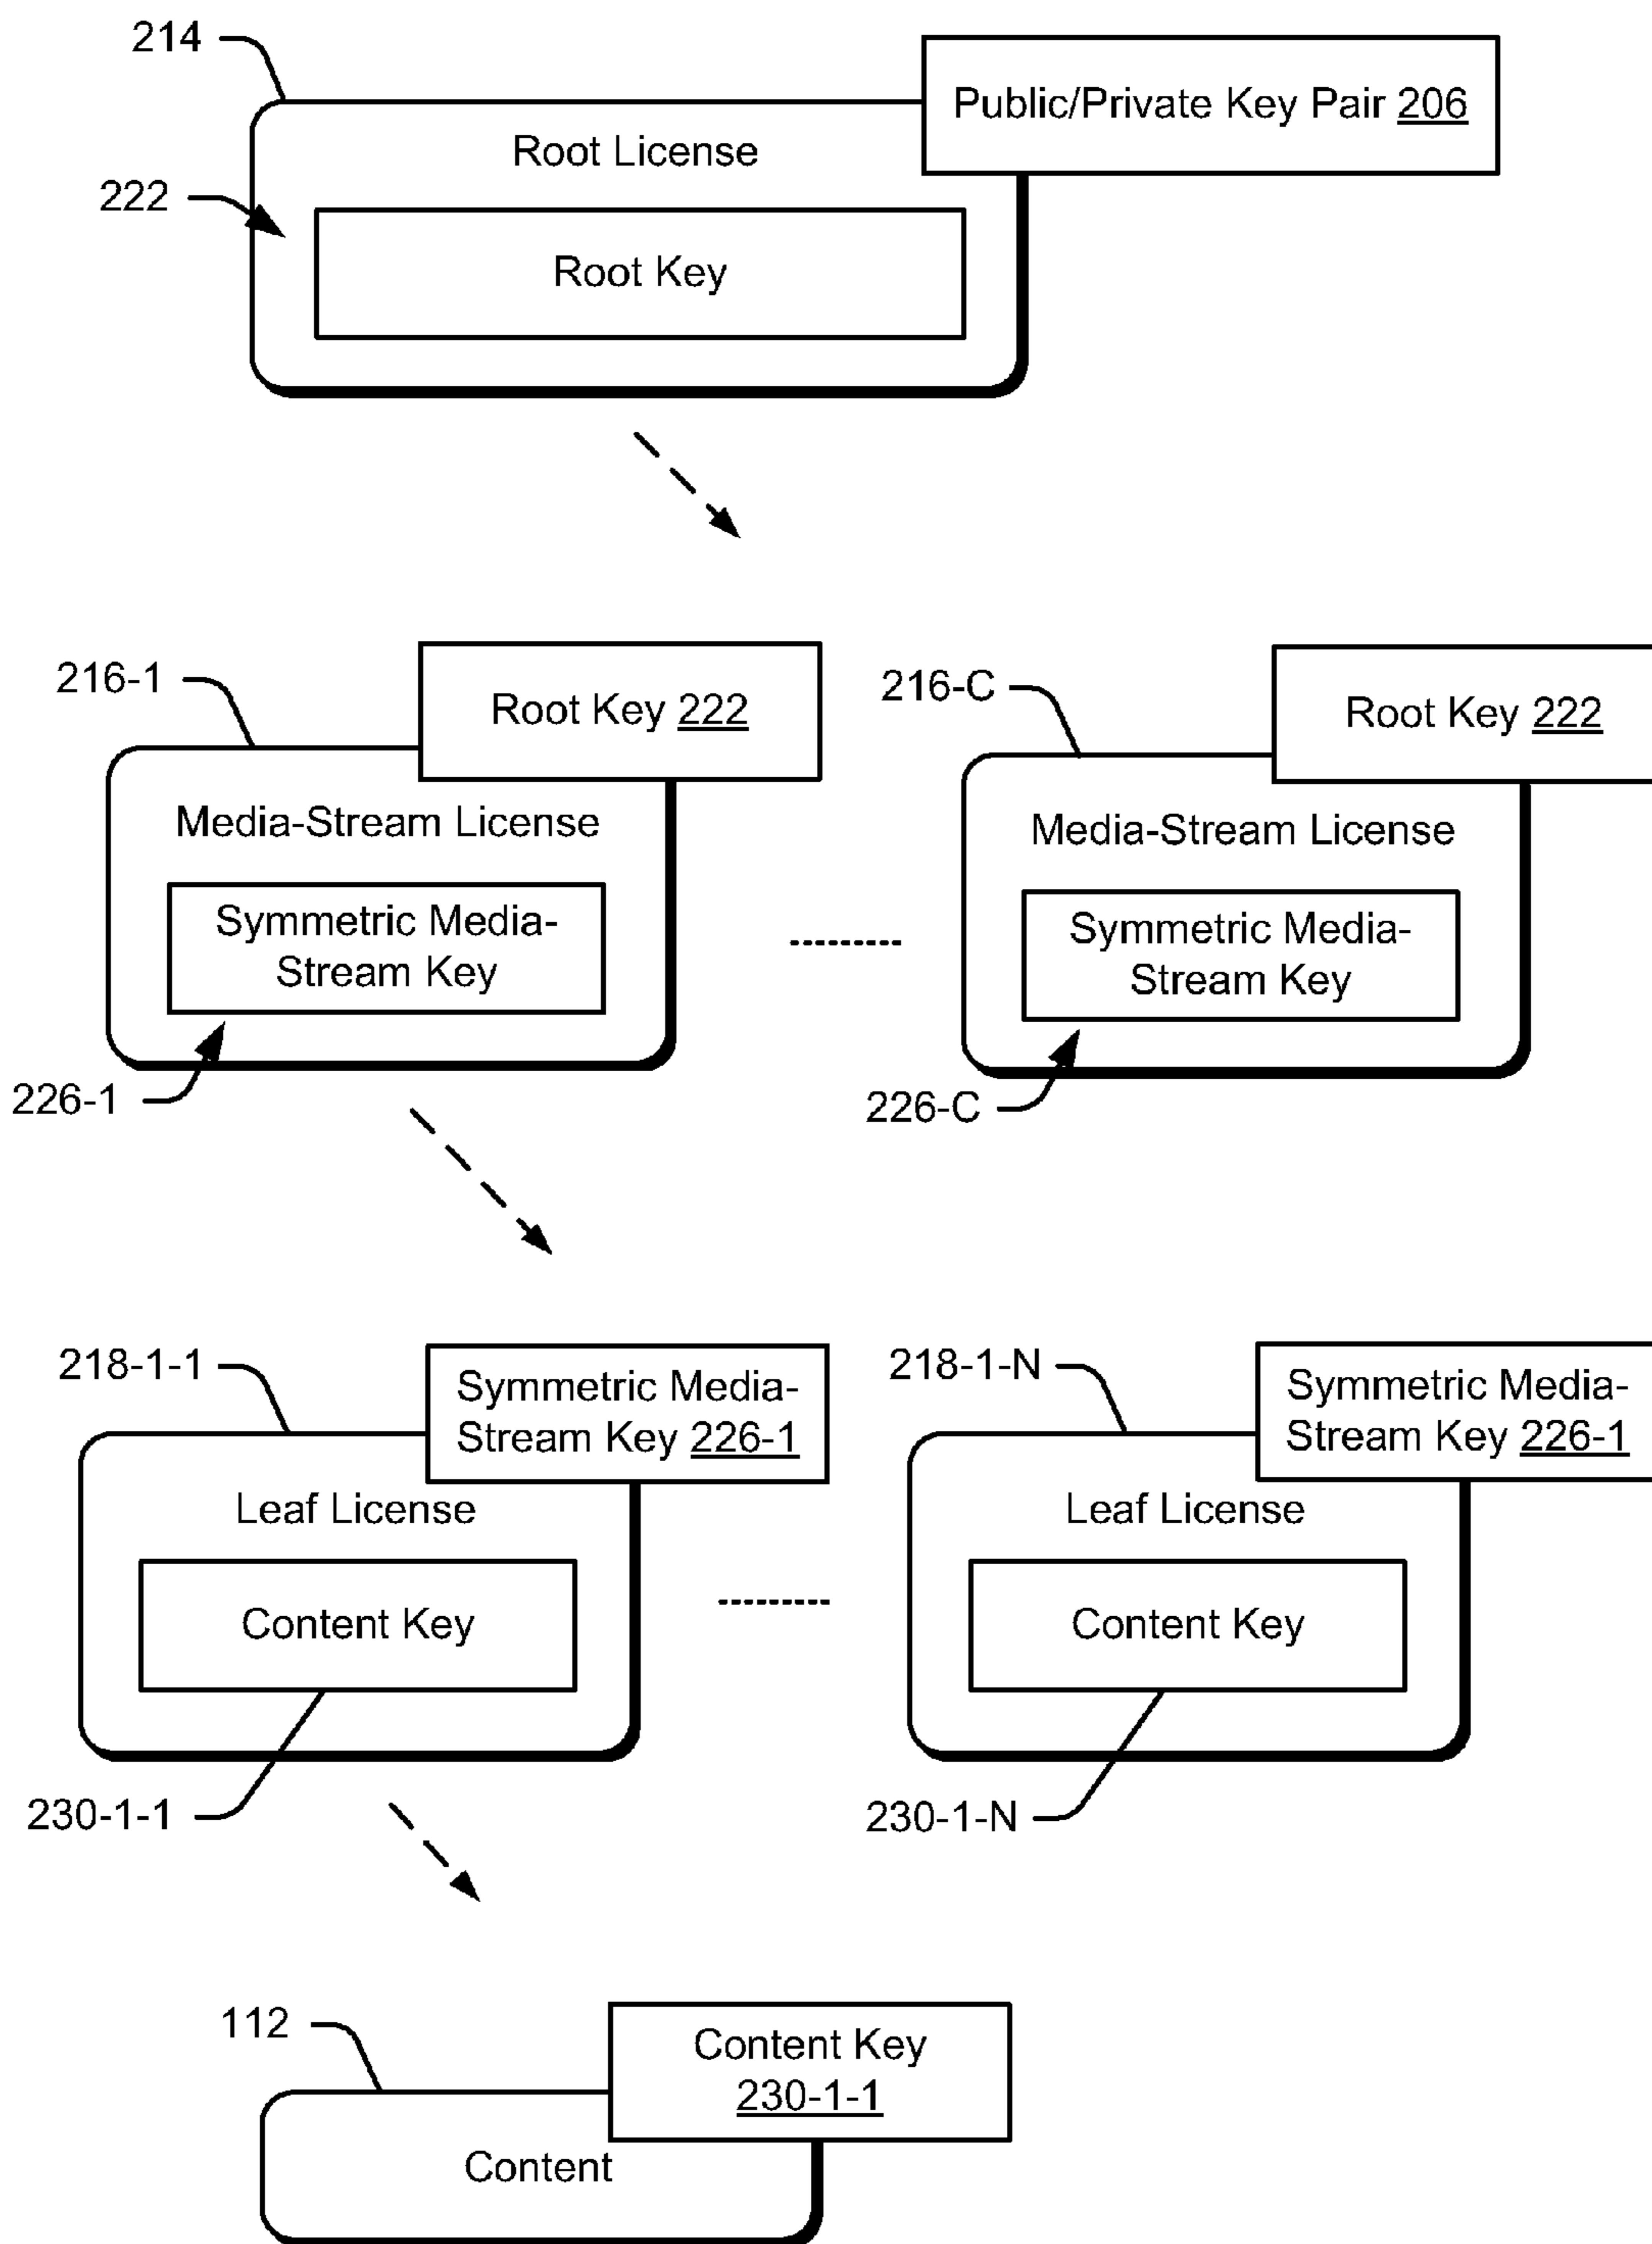 214
Public/Private Key Pair 206
Root License
222
Root Key
216-1
Root Key 222
216-C
Root Key 222
Media-Stream License
Media-Stream License
Symmetric Media-
Stream Key
Symmetric Media-
Stream Key
226-1
226-C
218-1-1
Symmetric Media-
Stream Key 226-1
218-1-N
Symmetric Media-
Stream Key 226-1
Leaf License
Leaf License
Content Key
Content Key
230-1-1
230-1-N
112
Content Key
230-1-1
Content